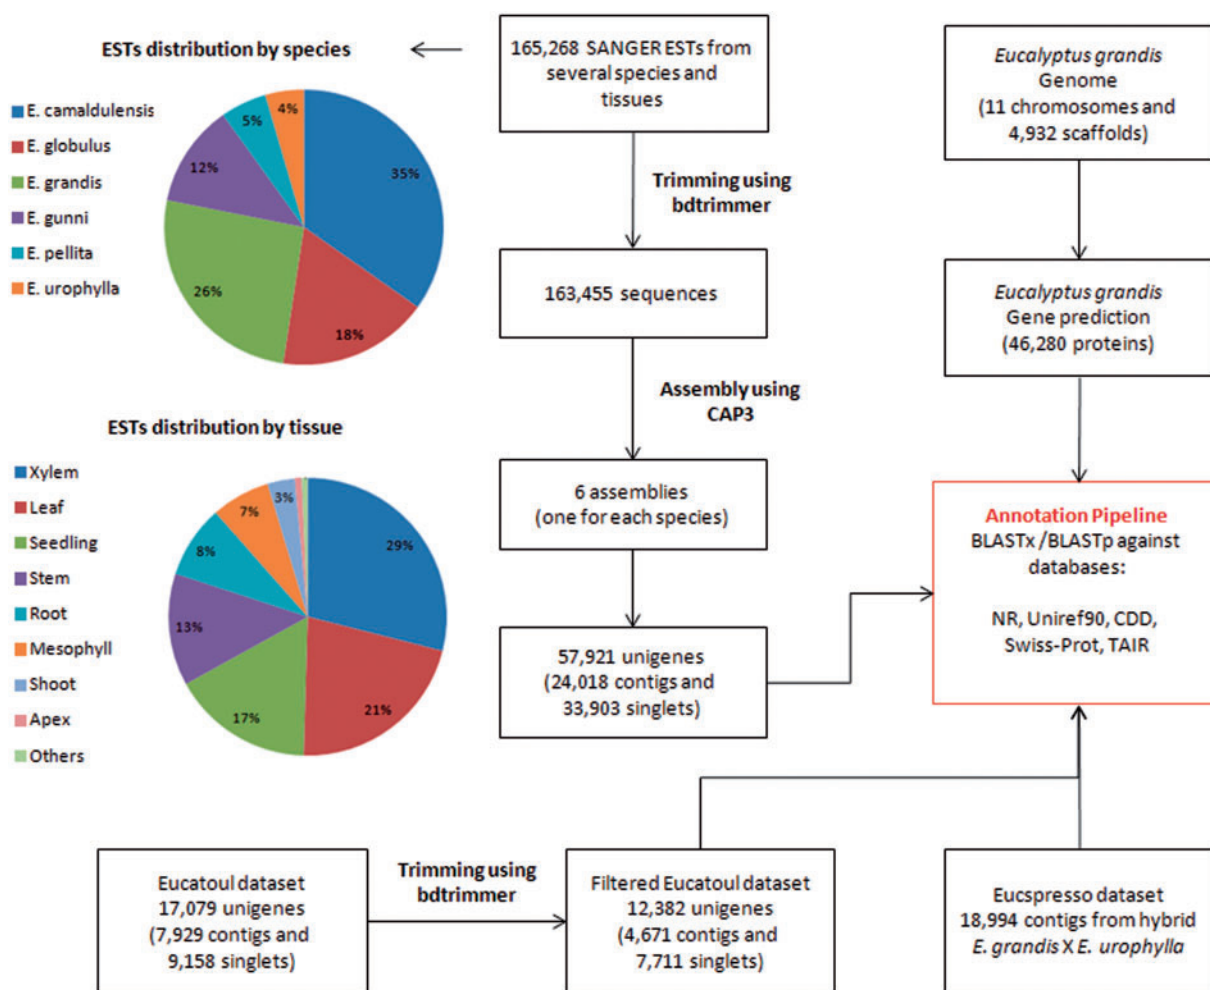 ESTs distribution by species
E. camaldulensis
E. globulus
E. grandis
E. gunni
E. pellita
E. urophylla
4%
5%
12%
35%
26%
18%
165,268 SANGER ESTs from
several species and
tissues
Trimming using
bdtrimmer
163,455 sequences
Assembly using
CAP3
6 assemblies
(one for each species)
57,921 unigenes
(24,018 contigs and
33,903 singlets)
Eucalyptus grandis
Genome
(11 chromosomes and
4,932 scaffolds)
Eucalyptus grandis
Gene prediction
(46,280 proteins)
Annotation Pipeline
BLASTx /BLASTp against
databases:
NR, Uniref90, CDD,
Swiss-Prot, TAIR
ESTs distribution by tissue
Xylem
Leaf
Seedling
Stem
Root
Mesophyll
Shoot
Apex
Others
3%
7%
8%
29%
13%
17%
21%
Eucatoul dataset
17,079 unigenes
(7,929 contigs and
9,158 singlets)
Trimming using
bdtrimmer
Filtered Eucatoul dataset
12,382 unigenes
(4,671 contigs and
7,711 singlets)
Eucspresso dataset
18,994 contigs from hybrid
E. grandis X E. urophylla